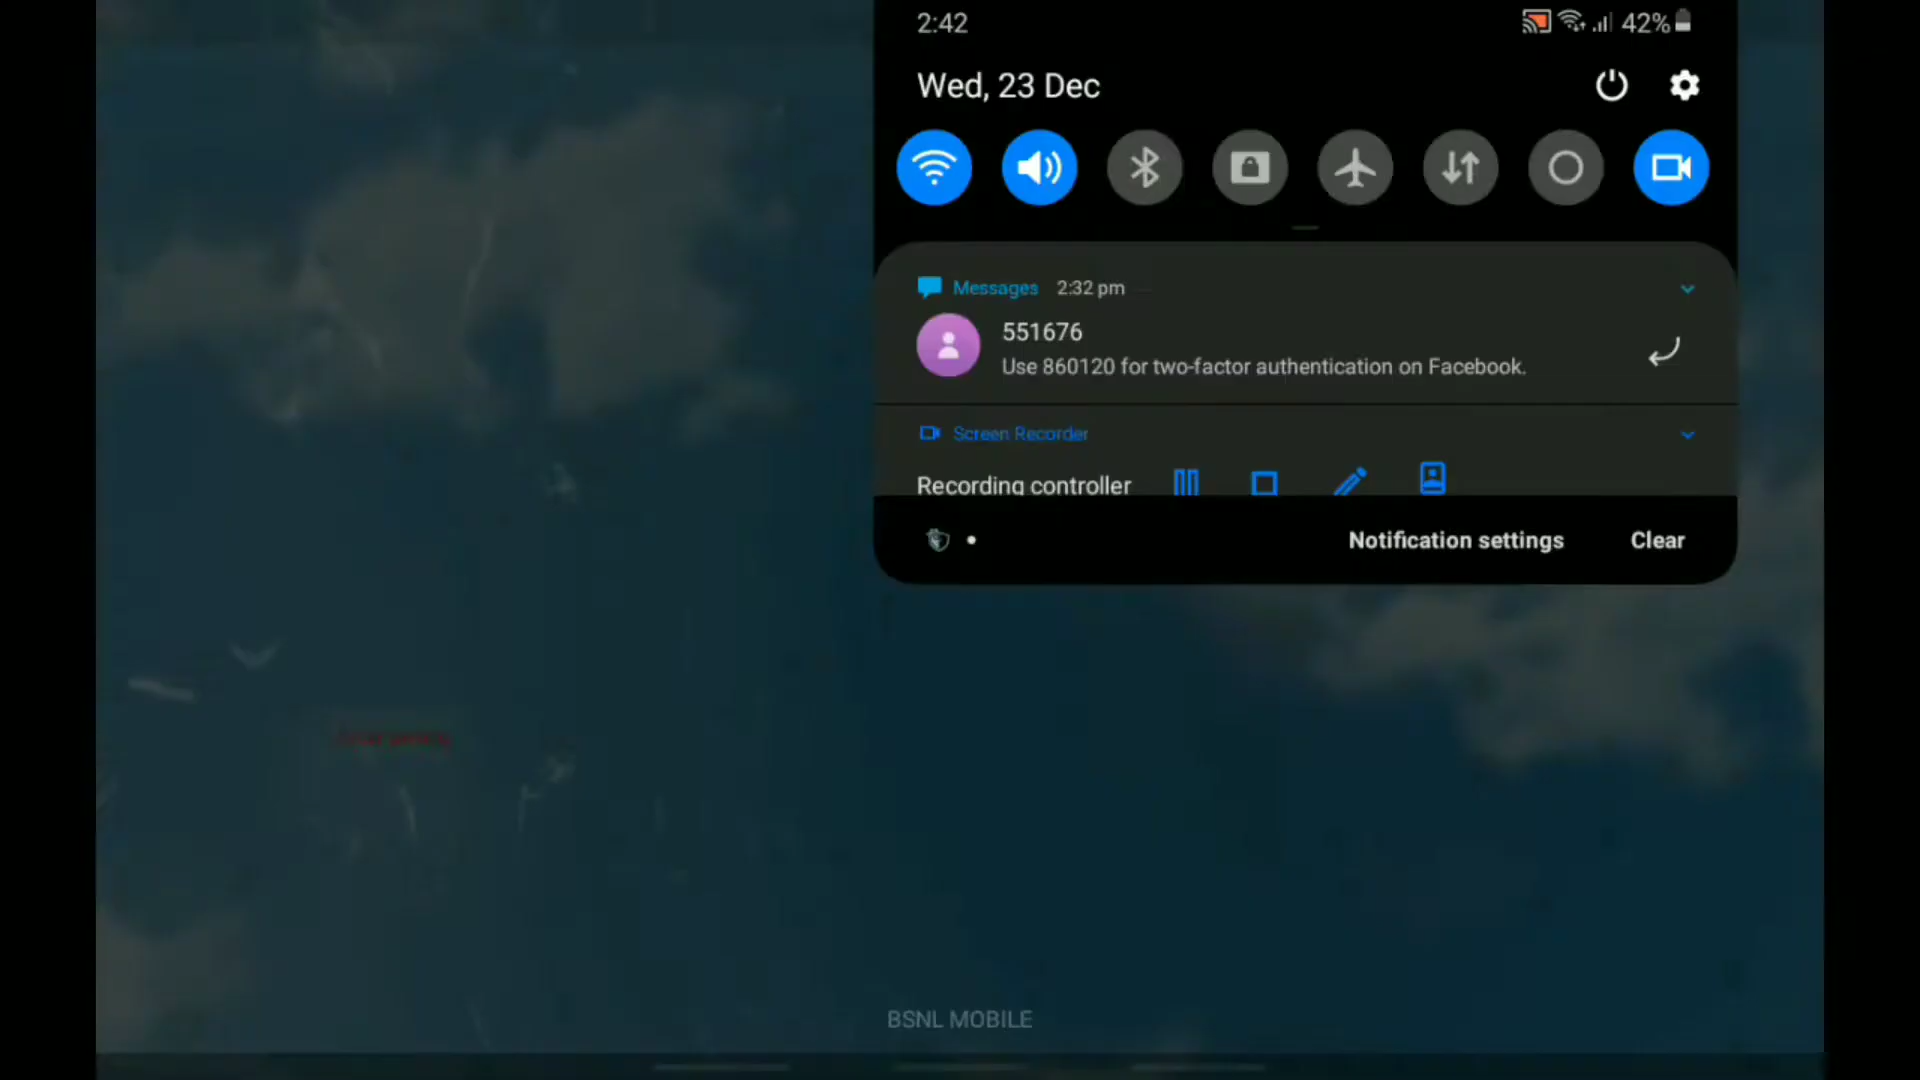 2:42
42%
Wed, 23 Dec
Messages 2:32 pm
551676
Use 860120 for two-factor authentication on Facebook.
Screen Recorder
Recording controller
Notification settings Clear
BSNL MOBILE